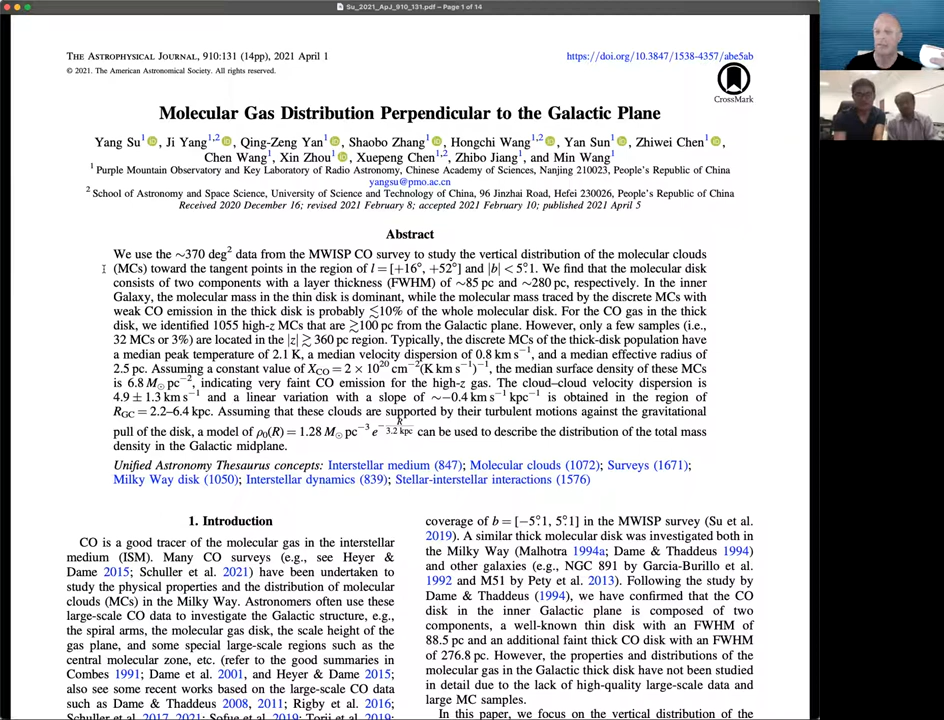 Su_2021_ApJ_910_131.pdf – Page 1 of 14
THE ASTROPHYSICAL JOURNAL, 910:131 (14pp), 2021 April 1
https://doi.org/10.3847/1538-4357/abe5ab
© 2021. The American Astronomical Society. All rights reserved.
CrossMark
Molecular Gas Distribution Perpendicular to the Galactic Plane
Yang Su¹, Ji Yang¹,², Qing-Zeng Yan¹, Shaobo Zhang¹, Hongchi Wang¹,², Yan Sun¹, Zhiwei Chen¹,
Chen Wang¹, Xin Zhou¹, Xuepeng Chen¹,², Zhibo Jiang¹, and Min Wang¹
¹ Purple Mountain Observatory and Key Laboratory of Radio Astronomy, Chinese Academy of Sciences, Nanjing 210023, People's Republic of China
yangsu@pmo.ac.cn
² School of Astronomy and Space Science, University of Science and Technology of China, 96 Jinzhai Road, Hefei 230026, People's Republic of China
Received 2020 December 16; revised 2021 February 8; accepted 2021 February 10; published 2021 April 5
Abstract
We use the ~370 deg² data from the MWISP CO survey to study the vertical distribution of the molecular clouds
(MCs) toward the tangent points in the region of l = [+16°, +52°] and |b| < 5°.1. We find that the molecular disk
consists of two components with a layer thickness (FWHM) of ~85 pc and ~280 pc, respectively. In the inner
Galaxy, the molecular mass in the thin disk is dominant, while the molecular mass traced by the discrete MCs with
weak CO emission in the thick disk is probably ≲10% of the whole molecular disk. For the CO gas in the thick
disk, we identified 1055 high-z MCs that are ≳100 pc from the Galactic plane. However, only a few samples (i.e.,
32 MCs or 3%) are located in the |z| ≳ 360 pc region. Typically, the discrete MCs of the thick-disk population have
a median peak temperature of 2.1 K, a median velocity dispersion of 0.8 km s⁻¹, and a median effective radius of
2.5 pc. Assuming a constant value of X_CO = 2 × 10²⁰ cm⁻² (K km s⁻¹)⁻¹, the median surface density of these MCs
is 6.8 M⊙ pc⁻², indicating very faint CO emission for the high-z gas. The cloud–cloud velocity dispersion is
4.9 ± 1.3 km s⁻¹ and a linear variation with a slope of ~−0.4 km s⁻¹ kpc⁻¹ is obtained in the region of
R_GC = 2.2–6.4 kpc. Assuming that these clouds are supported by their turbulent motions against the gravitational
pull of the disk, a model of ρ₀(R) = 1.28 M⊙ pc⁻³ e^(−R/3.2 kpc) can be used to describe the distribution of the total mass
density in the Galactic midplane.
Unified Astronomy Thesaurus concepts: Interstellar medium (847); Molecular clouds (1072); Surveys (1671);
Milky Way disk (1050); Interstellar dynamics (839); Stellar-interstellar interactions (1576)
1. Introduction
CO is a good tracer of the molecular gas in the interstellar
medium (ISM). Many CO surveys (e.g., see Heyer &
Dame 2015; Schuller et al. 2021) have been undertaken to
study the physical properties and the distribution of molecular
clouds (MCs) in the Milky Way. Astronomers often use these
large-scale CO data to investigate the Galactic structure, e.g.,
the spiral arms, the molecular gas disk, the scale height of the
gas plane, and some special large-scale regions such as the
central molecular zone, etc. (refer to the good summaries in
Combes 1991; Dame et al. 2001, and Heyer & Dame 2015;
also see some recent works based on the large-scale CO data
such as Dame & Thaddeus 2008, 2011; Rigby et al. 2016;
Schuller et al. 2017, 2021; Sofue et al. 2019; Torii et al. 2019;
coverage of b = [−5°.1, 5°.1] in the MWISP survey (Su et al.
2019). A similar thick molecular disk was investigated both in
the Milky Way (Malhotra 1994a; Dame & Thaddeus 1994)
and other galaxies (e.g., NGC 891 by Garcia-Burillo et al.
1992 and M51 by Pety et al. 2013). Following the study by
Dame & Thaddeus (1994), we have confirmed that the CO
disk in the inner Galactic plane is composed of two
components, a well-known thin disk with an FWHM of
88.5 pc and an additional faint thick CO disk with an FWHM
of 276.8 pc. However, the properties and distributions of the
molecular gas in the Galactic thick disk have not been studied
in detail due to the lack of high-quality large-scale data and
large MC samples.
In this paper, we focus on the vertical distribution of the